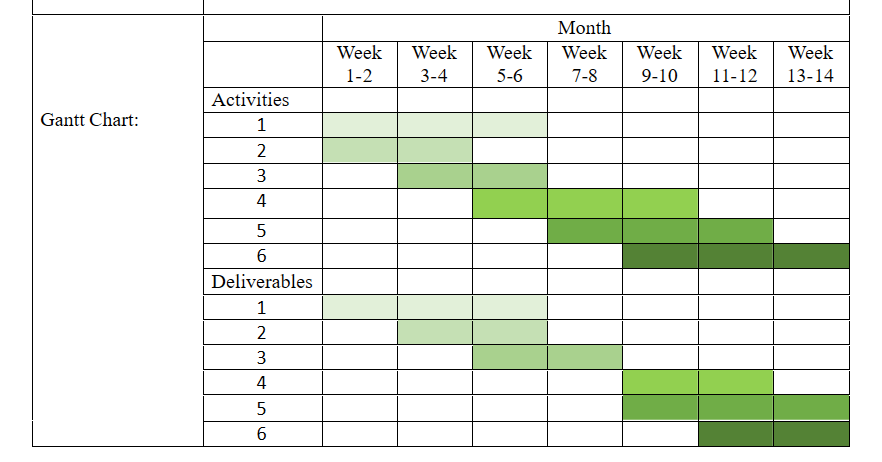 Month
Week Week Week Week Week Week Week
1-2 3-4 5-6 7-8 9-10 11-12 13-14
Activities
Gantt Chart:
1
2
3
4
5
6
Deliverables
1
2
3
4
5
6